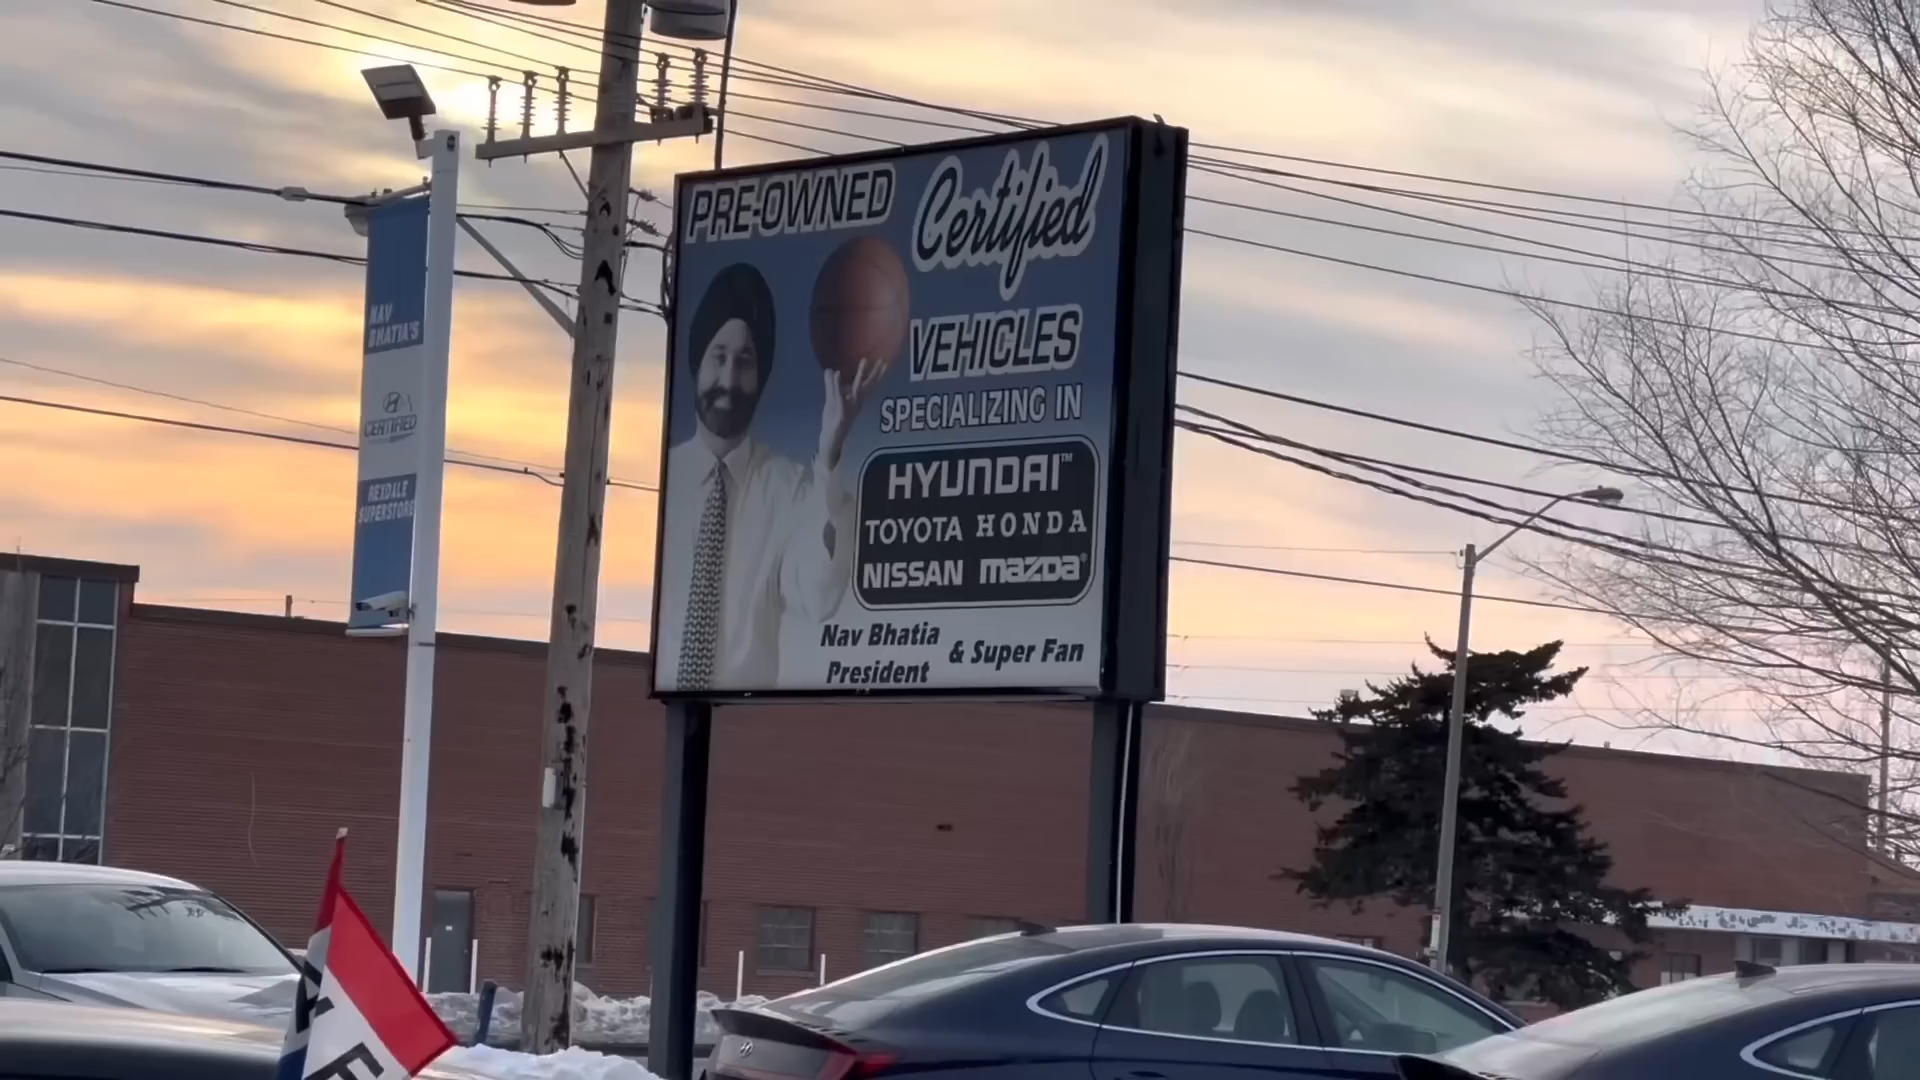 PRE-OWNED Certified
VEHICLES
SPECIALIZING IN
HYUNDAI™
TOYOTA HONDA
NISSAN mazda
Nav Bhatia
President & Super Fan
NAV
BHATIA'S
CERTIFIED
REXDALE
SUPERSTORE